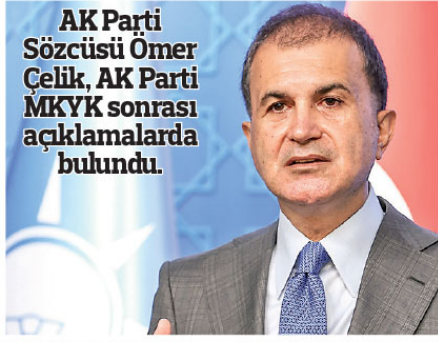 AK Parti
Sözcüsü Ömer
Çelik, AK Parti
MKYK sonrası
açıklamalarda
bulundu.